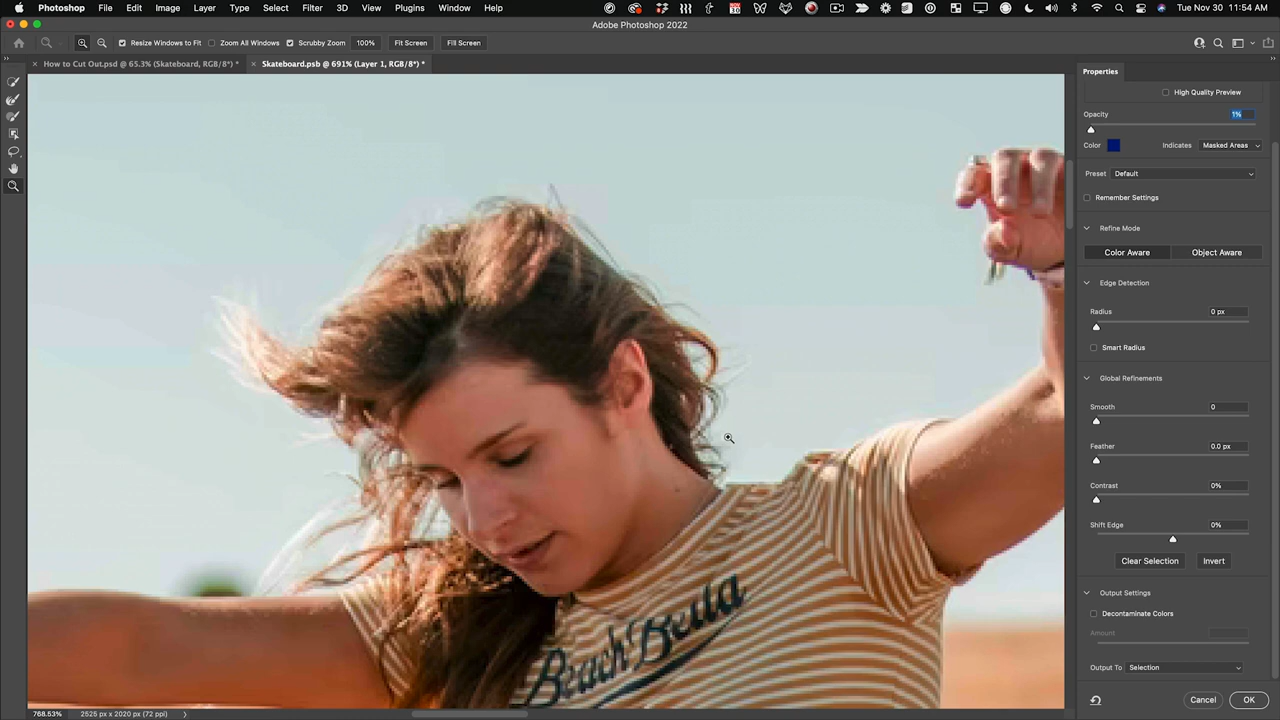 Photoshop File Edit Image Layer Type Select Filter 3D View Plugins Window Help Tue Nov 30 11:54 AM
Adobe Photoshop 2022
Resize Windows to Fit Zoom All Windows Scrubby Zoom 100% Fit Screen Fill Screen
× How to Cut Out.psd @ 65.3% (Skateboard, RGB/8*) * × Skateboard.psb @ 691% (Layer 1, RGB/8*) *
Properties
High Quality Preview
Opacity 1%
Color Indicates Masked Areas
Preset Default
Remember Settings
Refine Mode
Color Aware Object Aware
Edge Detection
Radius 0 px
Smart Radius
Global Refinements
Smooth 0
Feather 0.0 px
Contrast 0%
Shift Edge 0%
Clear Selection Invert
Output Settings
Decontaminate Colors
Amount
Output To Selection
Cancel OK
Beach Bella
768.53% 2525 px x 2020 px (72 ppi)